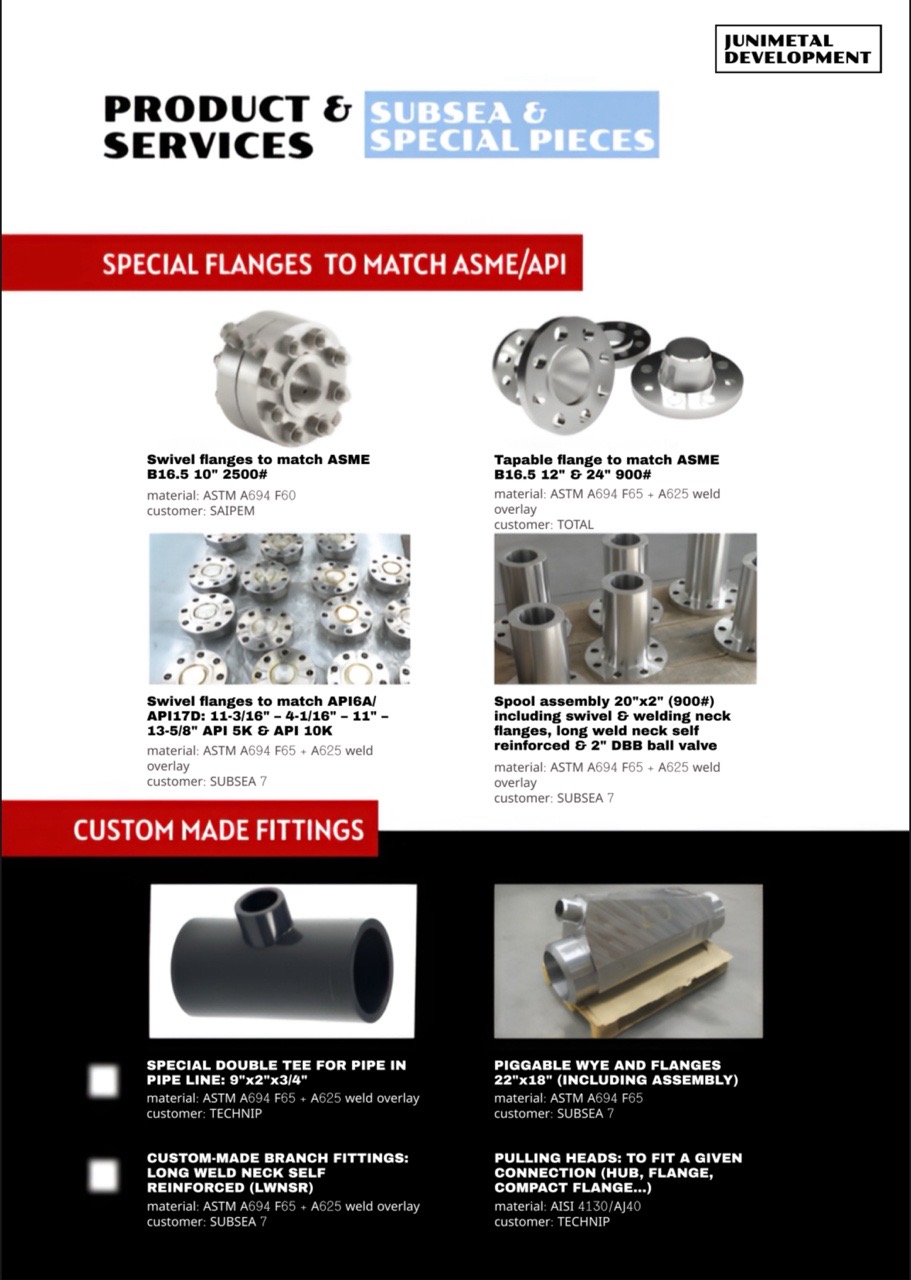 JUNIMETAL
DEVELOPMENT
PRODUCT &
SERVICES
SUBSEA &
SPECIAL PIECES
SPECIAL FLANGES TO MATCH ASME/API
Swivel flanges to match ASME
B16.5 10" 2500#
material: ASTM A694 F60
customer: SAIPEM
Tapable flange to match ASME
B16.5 12" & 24" 900#
material: ASTM A694 F65 + A625 weld
overlay
customer: TOTAL
Swivel flanges to match API6A/
API17D: 11-3/16" – 4-1/16" – 11" –
13-5/8" API 5K & API 10K
material: ASTM A694 F65 + A625 weld
overlay
customer: SUBSEA 7
Spool assembly 20"x2" (900#)
including swivel & welding neck
flanges, long weld neck self
reinforced & 2" DBB ball valve
material: ASTM A694 F65 + A625 weld
overlay
customer: SUBSEA 7
CUSTOM MADE FITTINGS
SPECIAL DOUBLE TEE FOR PIPE IN
PIPE LINE: 9"x2"x3/4"
material: ASTM A694 F65 + A625 weld overlay
customer: TECHNIP
PIGGABLE WYE AND FLANGES
22"x18" (INCLUDING ASSEMBLY)
material: ASTM A694 F65
customer: SUBSEA 7
CUSTOM-MADE BRANCH FITTINGS:
LONG WELD NECK SELF
REINFORCED (LWNSR)
material: ASTM A694 F65 + A625 weld overlay
customer: SUBSEA 7
PULLING HEADS: TO FIT A GIVEN
CONNECTION (HUB, FLANGE,
COMPACT FLANGE...)
material: AISI 4130/AJ40
customer: TECHNIP